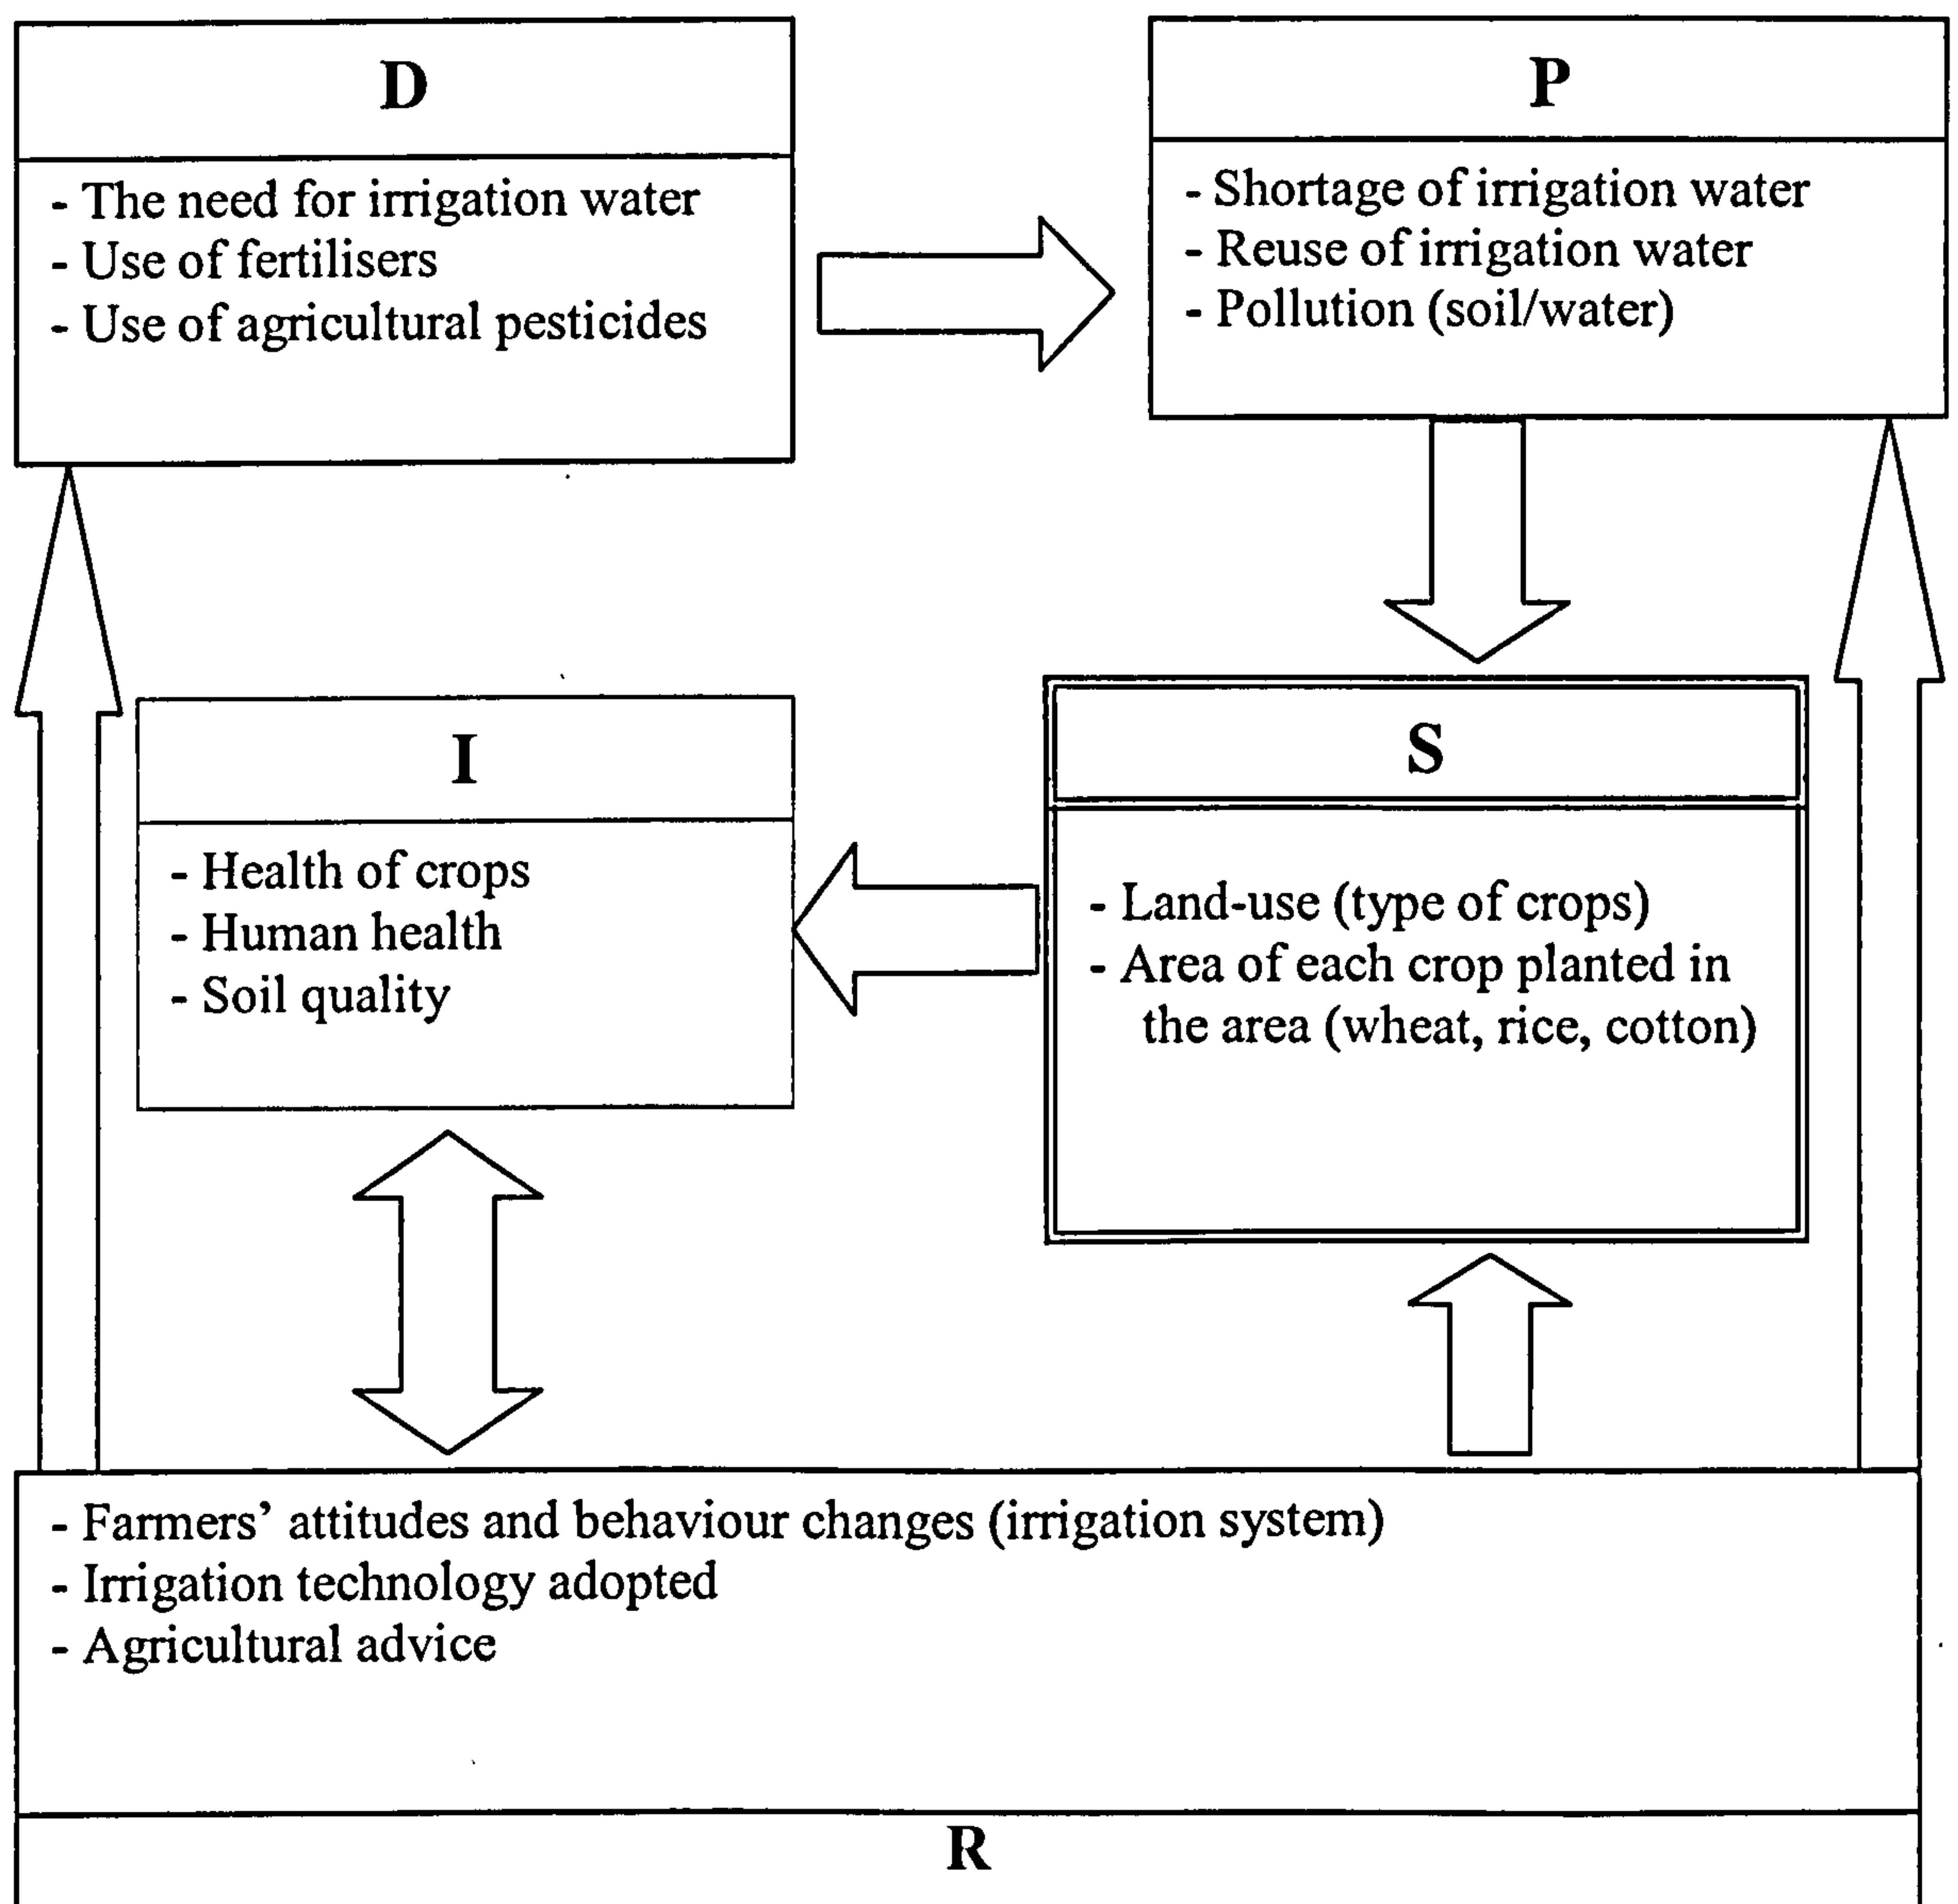 D
- The need for irrigation water
- Use of fertilisers
- Use of agricultural pesticides
P
- Shortage of irrigation water
- Reuse of irrigation water
- Pollution (soil/water)
I
- Health of crops
- Human health
- Soil quality
S
- Land-use (type of crops)
- Area of each crop planted in
the area (wheat, rice, cotton)
- Farmers’ attitudes and behaviour changes (irrigation system)
- Irrigation technology adopted
- Agricultural advice
R